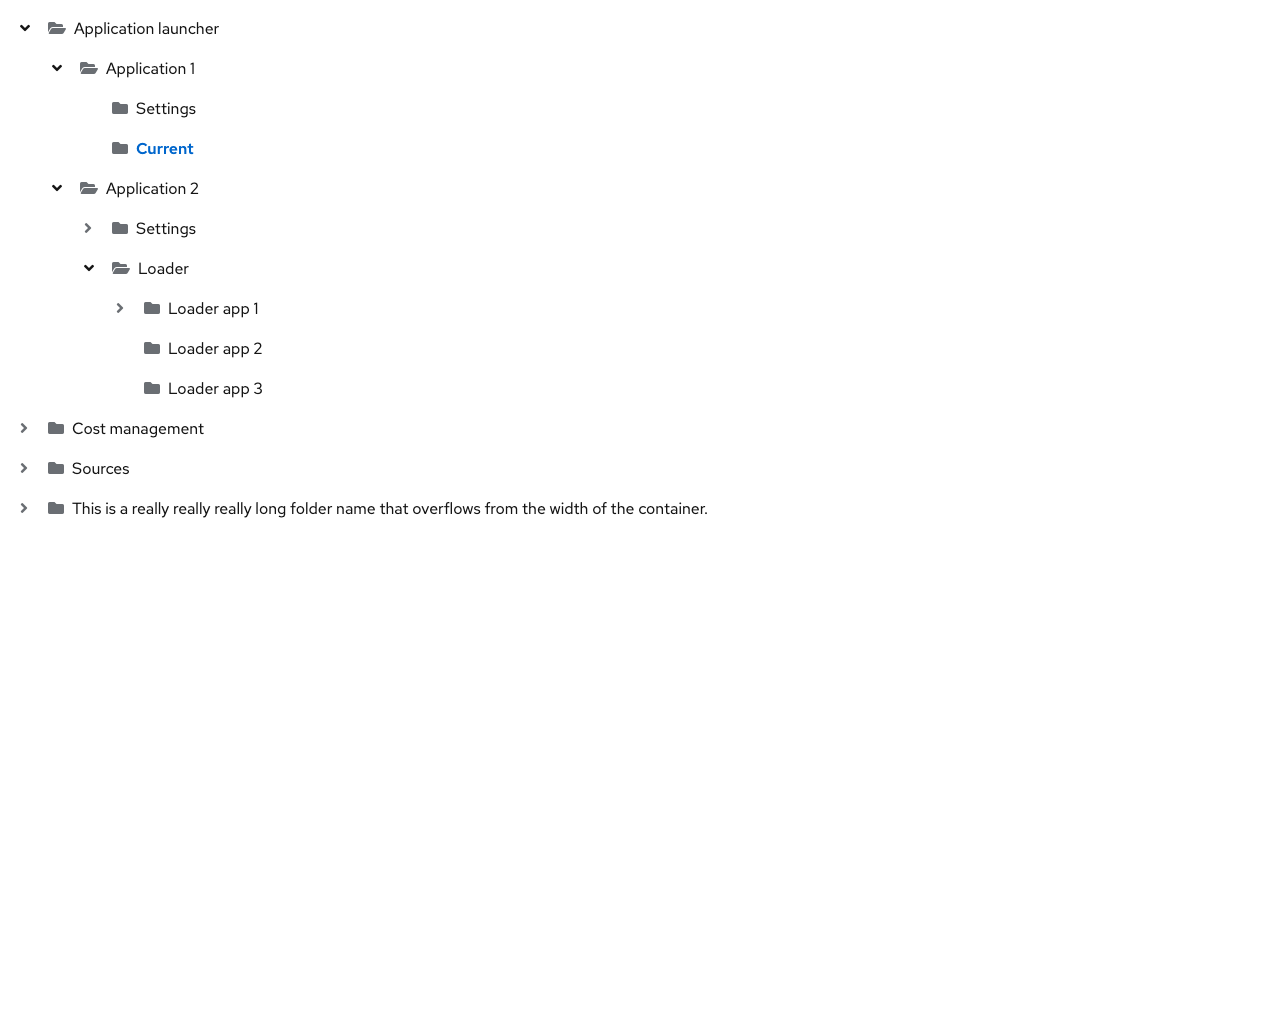 Application launcher
Application 1
Settings
Current
Application 2
Settings
Loader
Loader app 1
Loader app 2
Loader app 3
Cost management
Sources
This is a really really really long folder name that overflows from the width of the container.